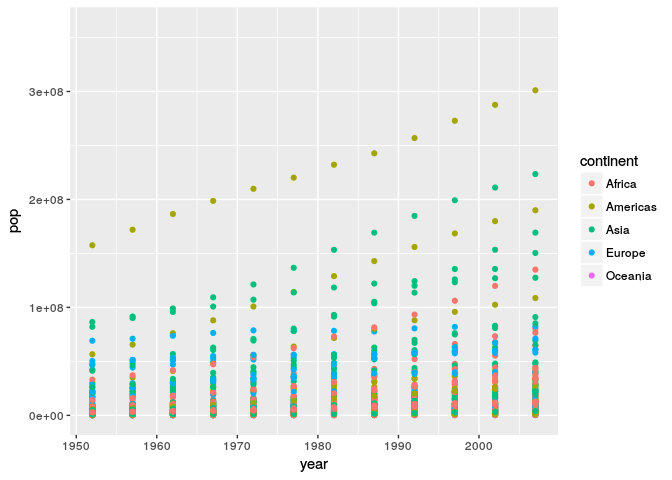 3e+08
2e+08
1e+08
0e+00
pop
1950 1960 1970 1980 1990 2000
year
continent
Africa
Americas
Asia
Europe
Oceania